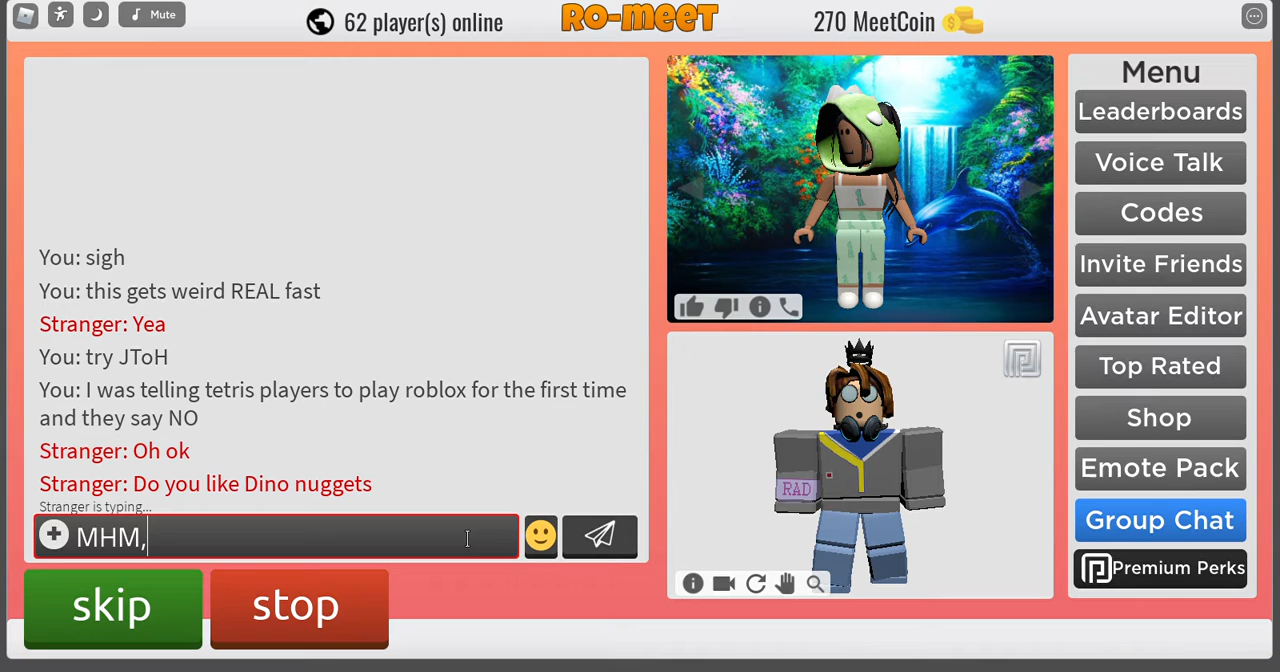 Mute
62 player(s) online
RO-MEET
270 MeetCoin
You: sigh
You: this gets weird REAL fast
Stranger: Yea
You: try JToH
You: I was telling tetris players to play roblox for the first time
and they say NO
Stranger: Oh ok
Stranger: Do you like Dino nuggets
Stranger is typing...
MHM,
skip
stop
RAD
Menu
Leaderboards
Voice Talk
Codes
Invite Friends
Avatar Editor
Top Rated
Shop
Emote Pack
Group Chat
Premium Perks